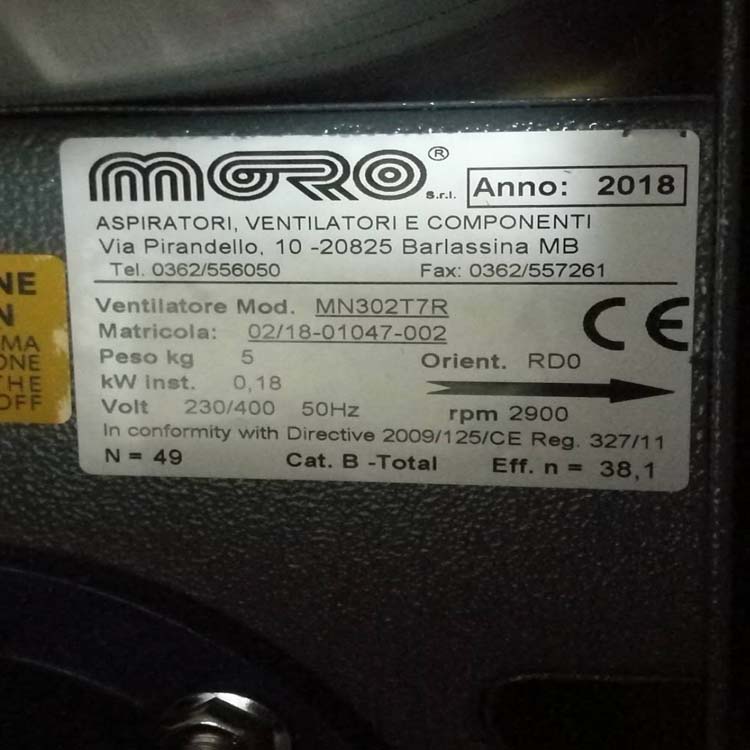 moro® s.r.l.
Anno: 2018
ASPIRATORI, VENTILATORI E COMPONENTI
Via Pirandello, 10 -20825 Barlassina MB
Tel. 0362/556050 Fax: 0362/557261
Ventilatore Mod. MN302T7R
Matricola: 02/18-01047-002
CE
Peso kg 5 Orient. RD0
kW inst. 0,18
Volt 230/400 50Hz rpm 2900
In conformity with Directive 2009/125/CE Reg. 327/11
N = 49 Cat. B -Total Eff. n = 38,1
THE
OFF